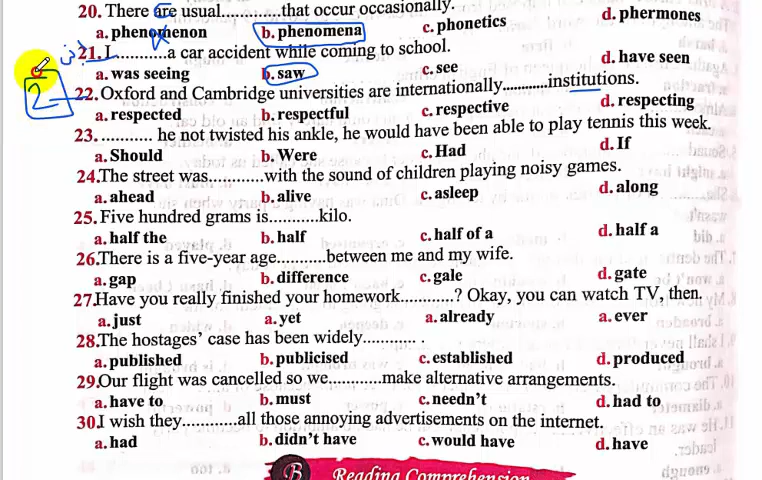 20. There are usual............that occur occasionally.
a. phenomenon b. phenomena c. phonetics d. phermones
21. I............a car accident while coming to school.
a. was seeing b. saw c. see d. have seen
2
22. Oxford and Cambridge universities are internationally............institutions.
a. respected b. respectful c. respective d. respecting
23. ............ he not twisted his ankle, he would have been able to play tennis this week.
a. Should b. Were c. Had d. If
24.The street was............with the sound of children playing noisy games.
a. ahead b. alive c. asleep d. along
25. Five hundred grams is..........kilo.
a. half the b. half c. half of a d. half a
26.There is a five-year age...........between me and my wife.
a. gap b. difference c. gale d. gate
27.Have you really finished your homework............? Okay, you can watch TV, then.
a. just a. yet a. already a. ever
28.The hostages' case has been widely............ .
a. published b. publicised c. established d. produced
29.Our flight was cancelled so we............make alternative arrangements.
a. have to b. must c. needn't d. had to
30.I wish they............all those annoying advertisements on the internet.
a. had b. didn't have c. would have d. have
B Reading Comprehension